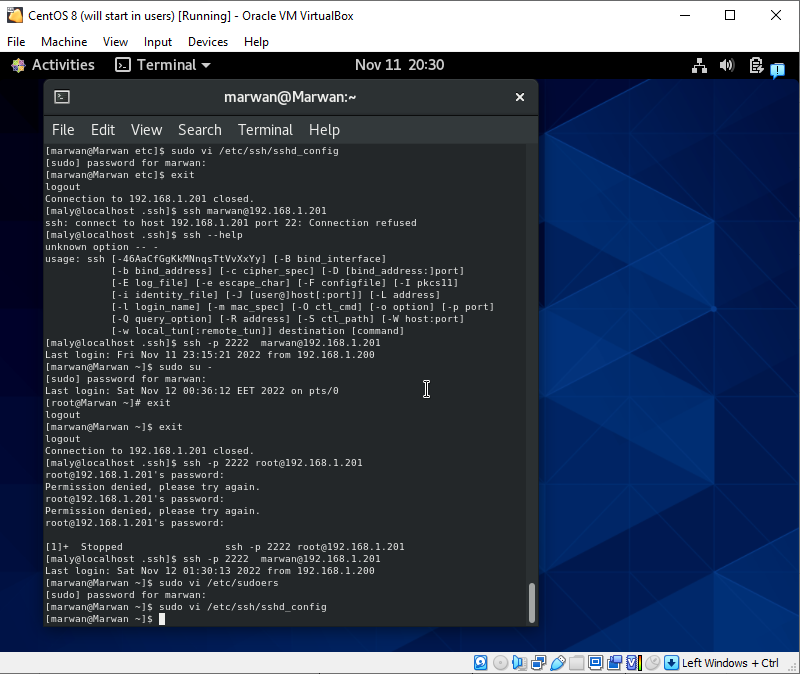 CentOS 8 (will start in users) [Running] - Oracle VM VirtualBox
File Machine View Input Devices Help
Activities Terminal Nov 11 20:30
marwan@Marwan:~
File Edit View Search Terminal Help
[marwan@Marwan etc]$ sudo vi /etc/ssh/sshd_config
[sudo] password for marwan:
[marwan@Marwan etc]$ exit
logout
Connection to 192.168.1.201 closed.
[maly@localhost .ssh]$ ssh marwan@192.168.1.201
ssh: connect to host 192.168.1.201 port 22: Connection refused
[maly@localhost .ssh]$ ssh --help
unknown option -- -
usage: ssh [-46AaCfGgKkMNnqsTtVvXxYy] [-B bind_interface]
           [-b bind_address] [-c cipher_spec] [-D [bind_address:]port]
           [-E log_file] [-e escape_char] [-F configfile] [-I pkcs11]
           [-i identity_file] [-J [user@]host[:port]] [-L address]
           [-l login_name] [-m mac_spec] [-O ctl_cmd] [-o option] [-p port]
           [-Q query_option] [-R address] [-S ctl_path] [-W host:port]
           [-w local_tun[:remote_tun]] destination [command]
[maly@localhost .ssh]$ ssh -p 2222  marwan@192.168.1.201
Last login: Fri Nov 11 23:15:21 2022 from 192.168.1.200
[marwan@Marwan ~]$ sudo su -
[sudo] password for marwan:
Last login: Sat Nov 12 00:36:12 EET 2022 on pts/0
[root@Marwan ~]# exit
logout
[marwan@Marwan ~]$ exit
logout
Connection to 192.168.1.201 closed.
[maly@localhost .ssh]$ ssh -p 2222 root@192.168.1.201
root@192.168.1.201's password:
Permission denied, please try again.
root@192.168.1.201's password:
Permission denied, please try again.
root@192.168.1.201's password:
[1]+  Stopped                 ssh -p 2222 root@192.168.1.201
[maly@localhost .ssh]$ ssh -p 2222  marwan@192.168.1.201
Last login: Sat Nov 12 01:30:13 2022 from 192.168.1.200
[marwan@Marwan ~]$ sudo vi /etc/sudoers
[sudo] password for marwan:
[marwan@Marwan ~]$ sudo vi /etc/ssh/sshd_config
[marwan@Marwan ~]$
Left Windows + Ctrl